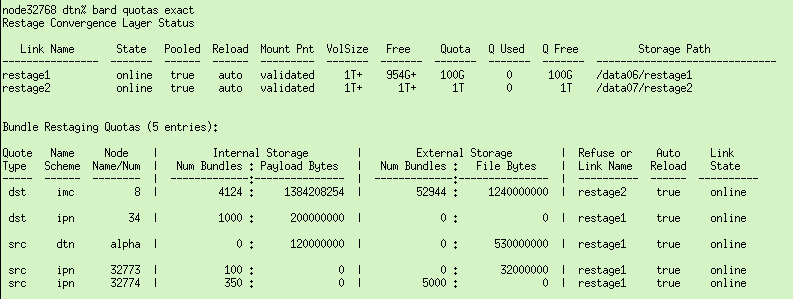 node32768 dtn% bard quotas exact
Restage Convergence Layer Status
Link Name State Pooled Reload Mount Pnt VolSize Free Quota Q Used Q Free Storage Path
restage1 online true auto validated 1T+ 954G+ 100G 0 100G /data06/restage1
restage2 online true auto validated 1T+ 1T+ 1T 0 1T /data07/restage2
Bundle Restaging Quotas (5 entries):
Quote Name Node | Internal Storage | External Storage | Refuse or Auto Link
Type Scheme Name/Num | Num Bundles : Payload Bytes | Num Bundles : File Bytes | Link Name Reload State
dst imc 8 | 4124 : 1384208254 | 52944 : 1240000000 | restage2 true online
dst ipn 34 | 1000 : 200000000 | 0 : 0 | restage1 true online
src dtn alpha | 0 : 120000000 | 0 : 530000000 | restage1 true online
src ipn 32773 | 100 : 0 | 0 : 32000000 | restage1 true online
src ipn 32774 | 350 : 0 | 5000 : 0 | restage1 true online